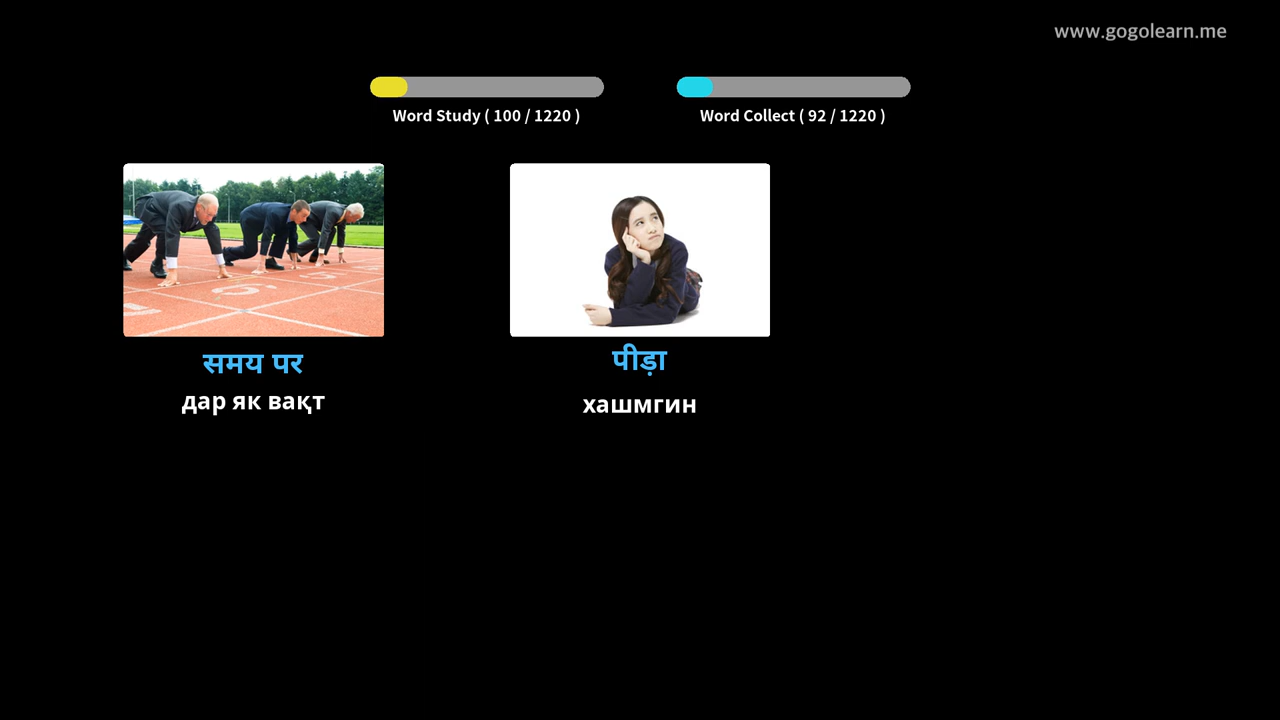 www.gogolearn.me
Word Study ( 100 / 1220 )
Word Collect ( 92 / 1220 )
समय पर
дар як вақт
पीड़ा
хашмгин